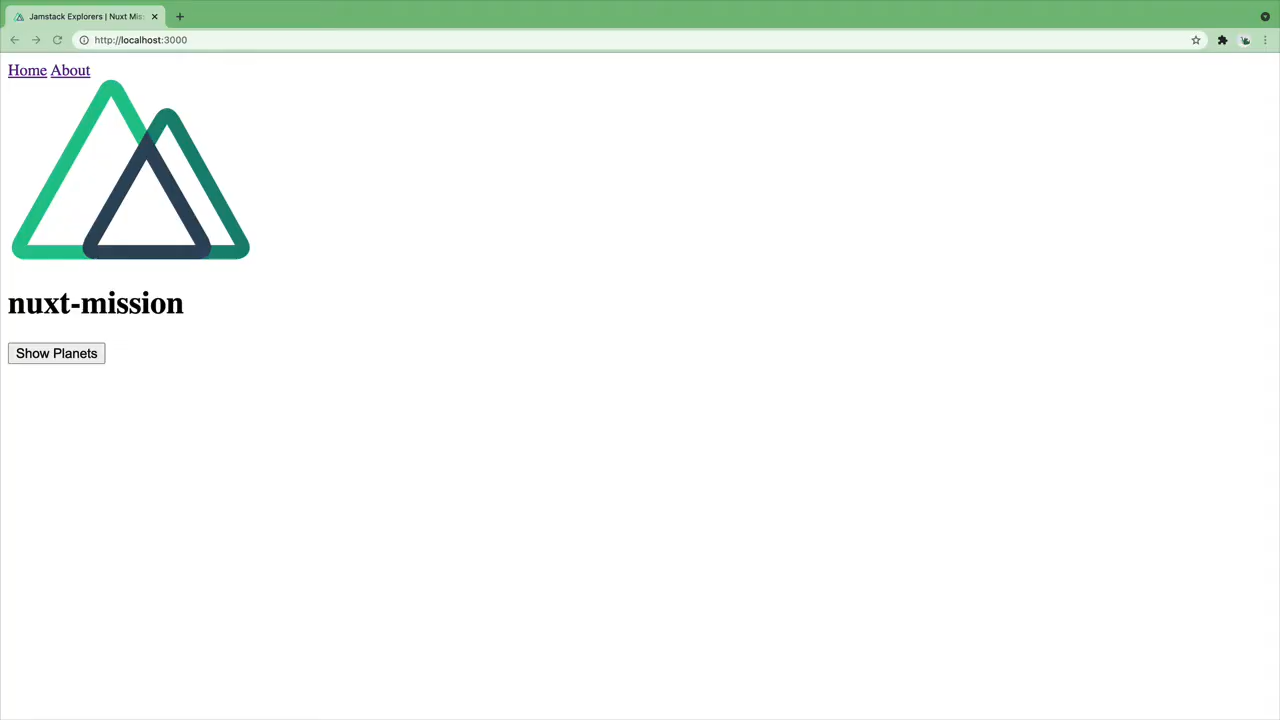 Jamstack Explorers | Nuxt Mis
http://localhost:3000
Home About
nuxt-mission
Show Planets